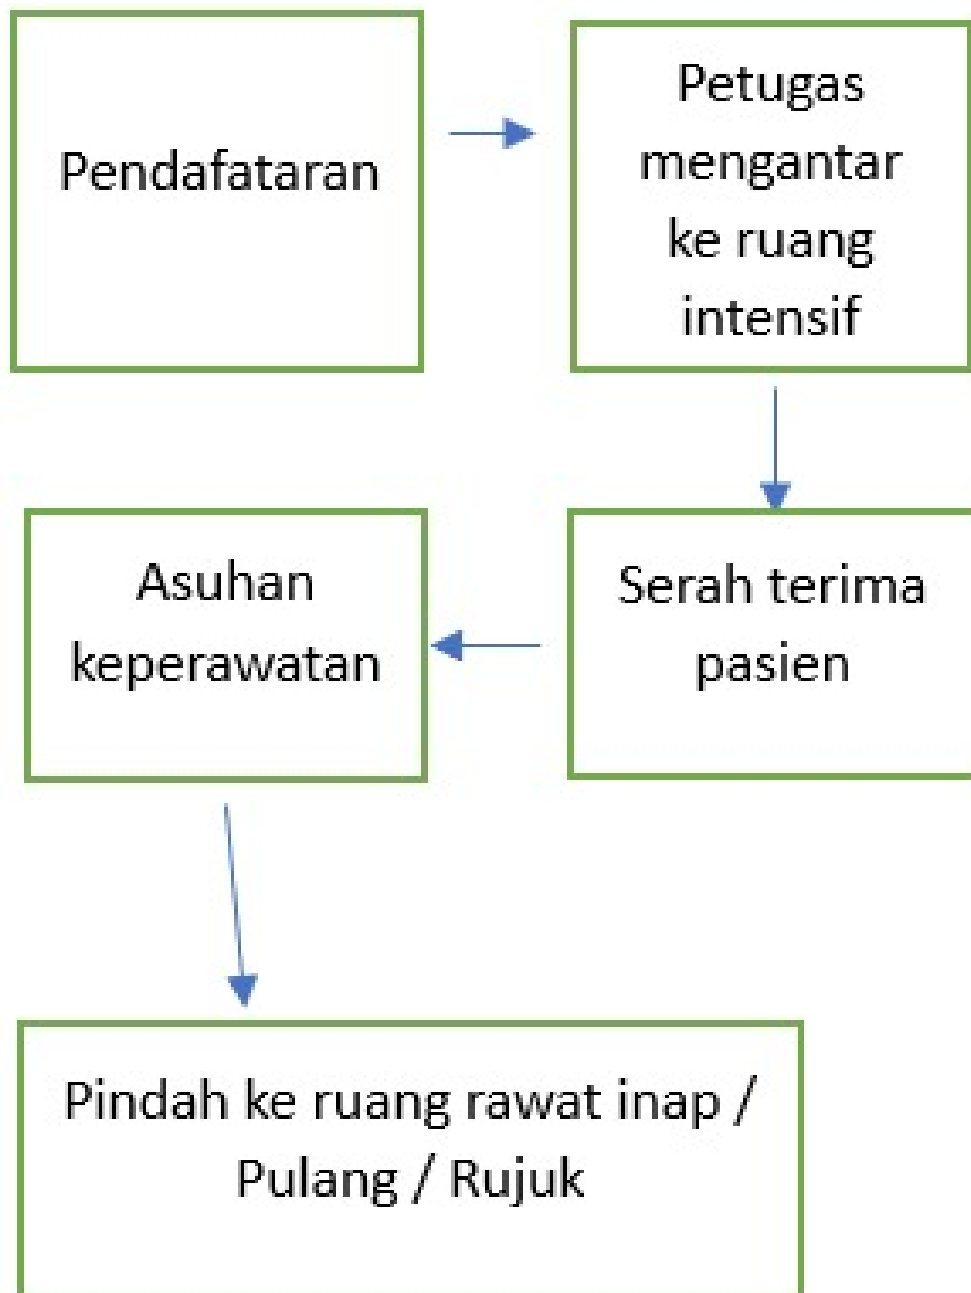 Pendafataran
Petugas
mengantar
ke ruang
intensif
Serah terima
pasien
Asuhan
keperawatan
Pindah ke ruang rawat inap /
Pulang / Rujuk